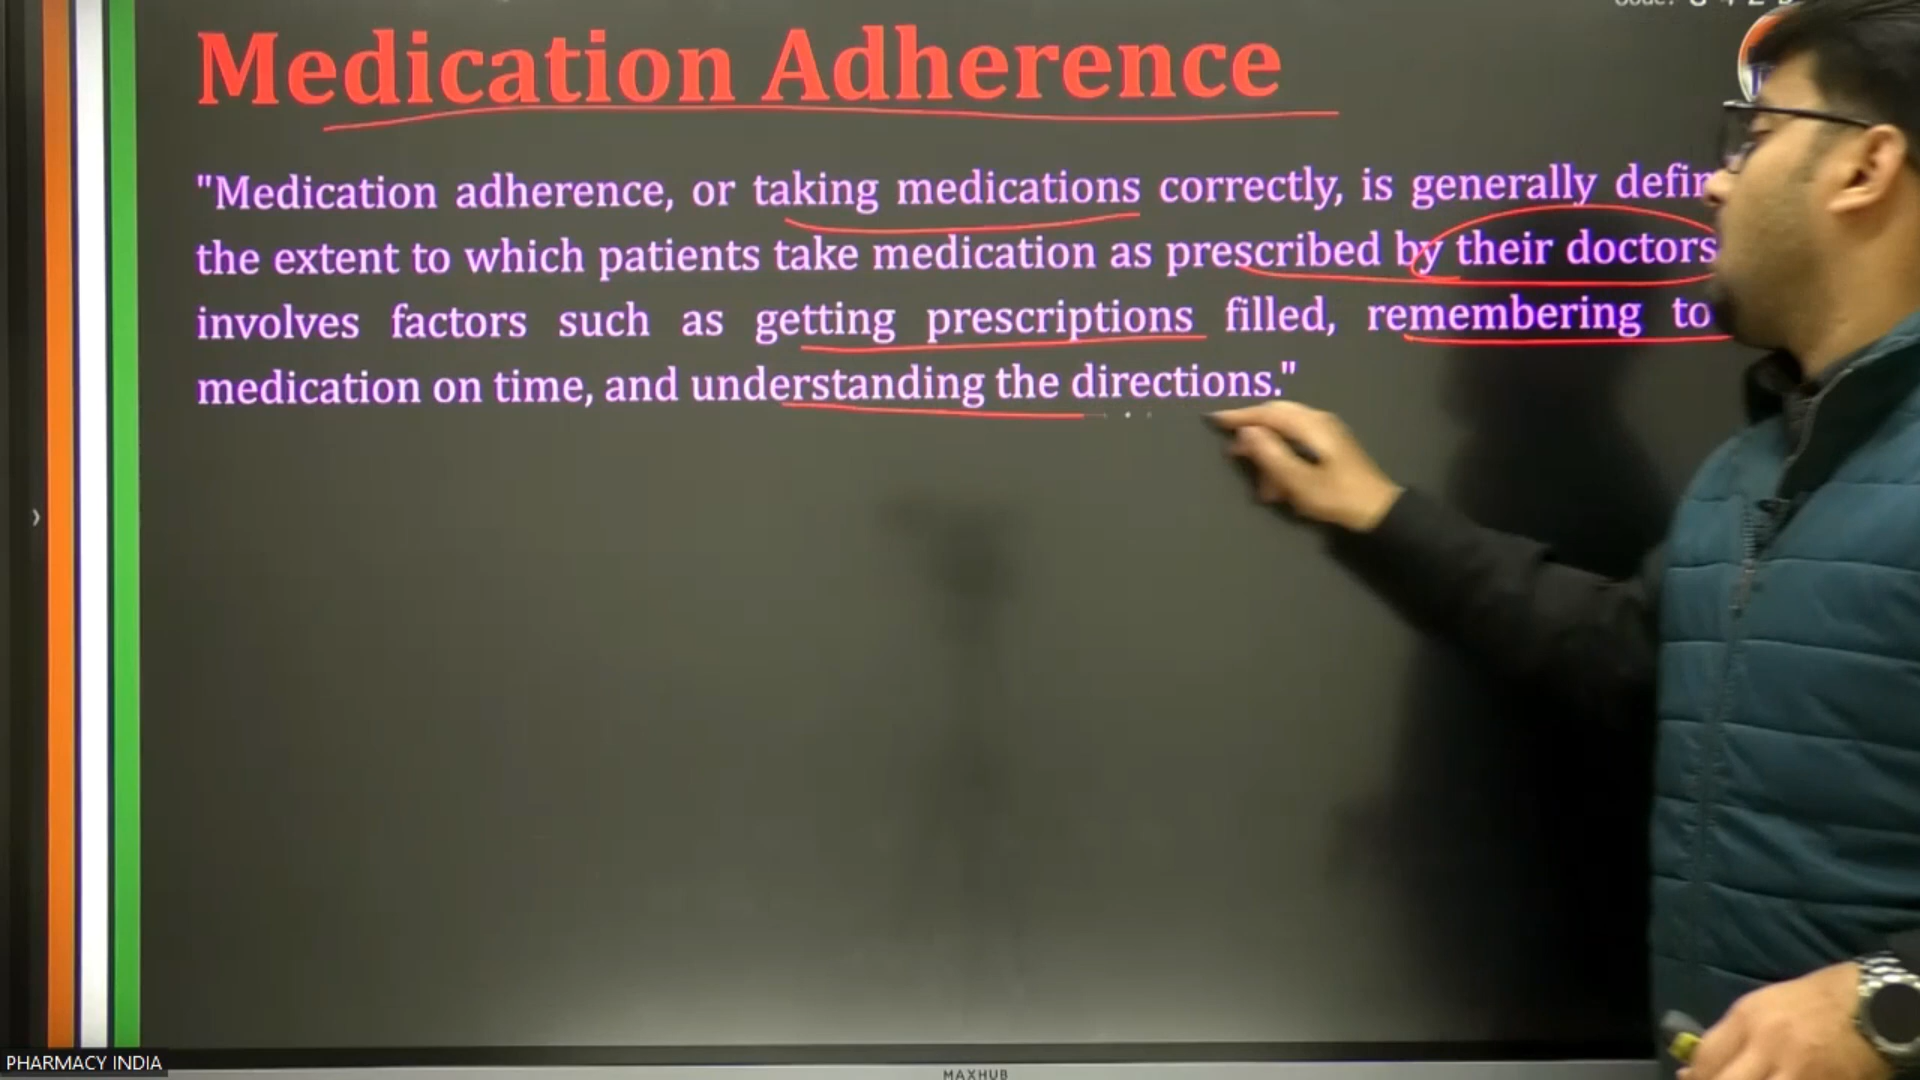 Medication Adherence
"Medication adherence, or taking medications correctly, is generally
the extent to which patients take medication as prescribed by their doctors
involves factors such as getting prescriptions filled, remembering to
medication on time, and understanding the directions."
PHARMACY INDIA
MAXHUB